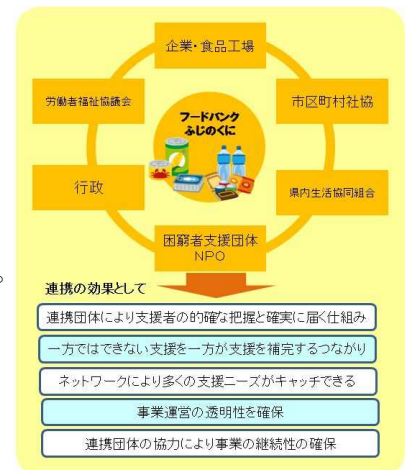 企業・食品工場
労働者福祉協議会
市区町村社協
フードバンク
ふじのくに
行政
県内生活協同組合
困窮者支援団体
NPO
。
連携の効果として
連携団体により支援者の的確な把握と確実に届く仕組み
一方ではできない支援を一方が支援を補完するつながり
ネットワークにより多くの支援ニーズがキャッチできる
事業運営の透明性を確保
連携団体の協力により事業の継続性の確保